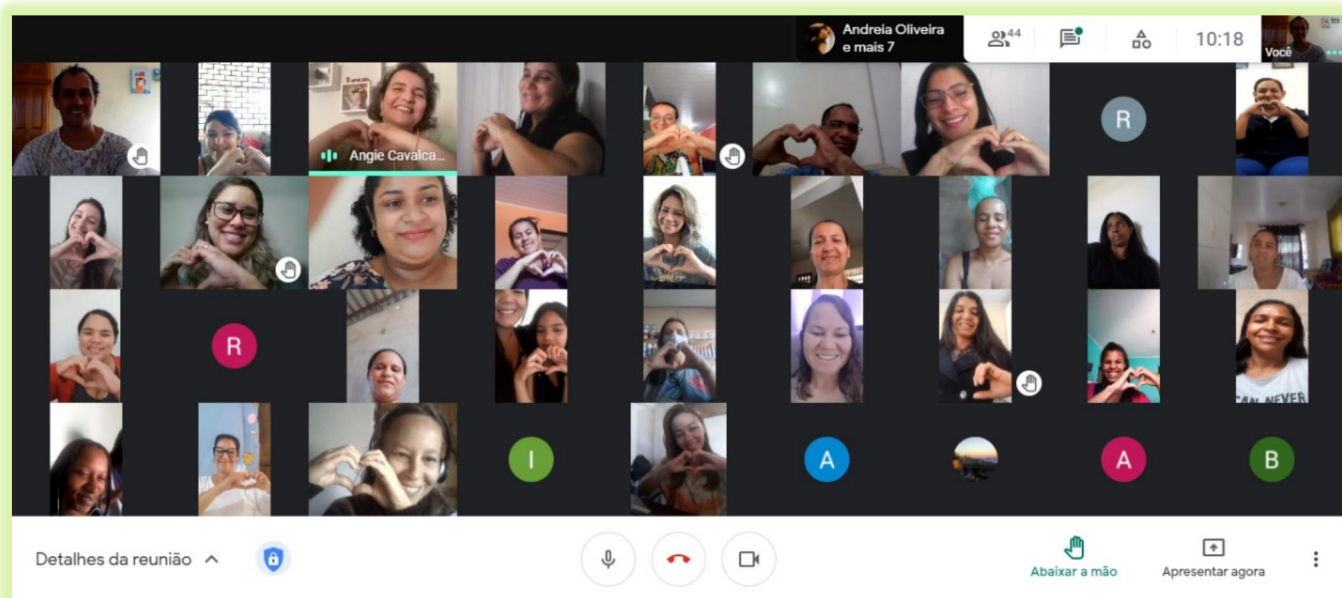 Andreia Oliveira
e mais 7
44
10:18
Você
Angie Cavalca...
R
R
CAN NEVER
I
A
A
B
Detalhes da reunião
Abaixar a mão
Apresentar agora